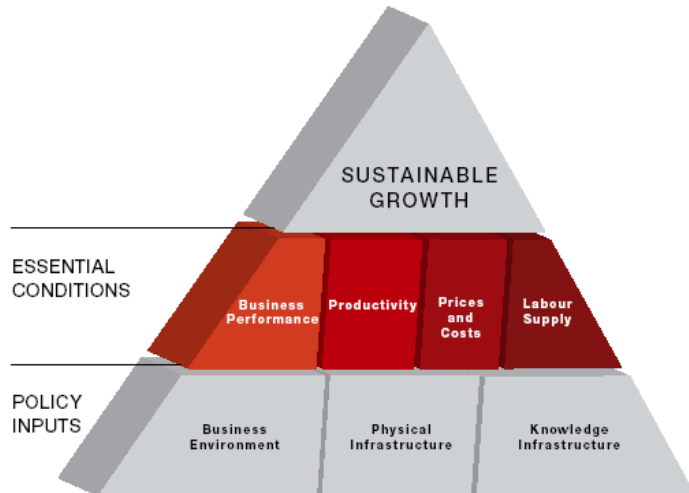 SUSTAINABLE
GROWTH
ESSENTIAL
CONDITIONS
Business
Performance
Productivity
Prices
and
Costs
Labour
Supply
POLICY
INPUTS
Business
Environment
Physical
Infrastructure
Knowledge
Infrastructure